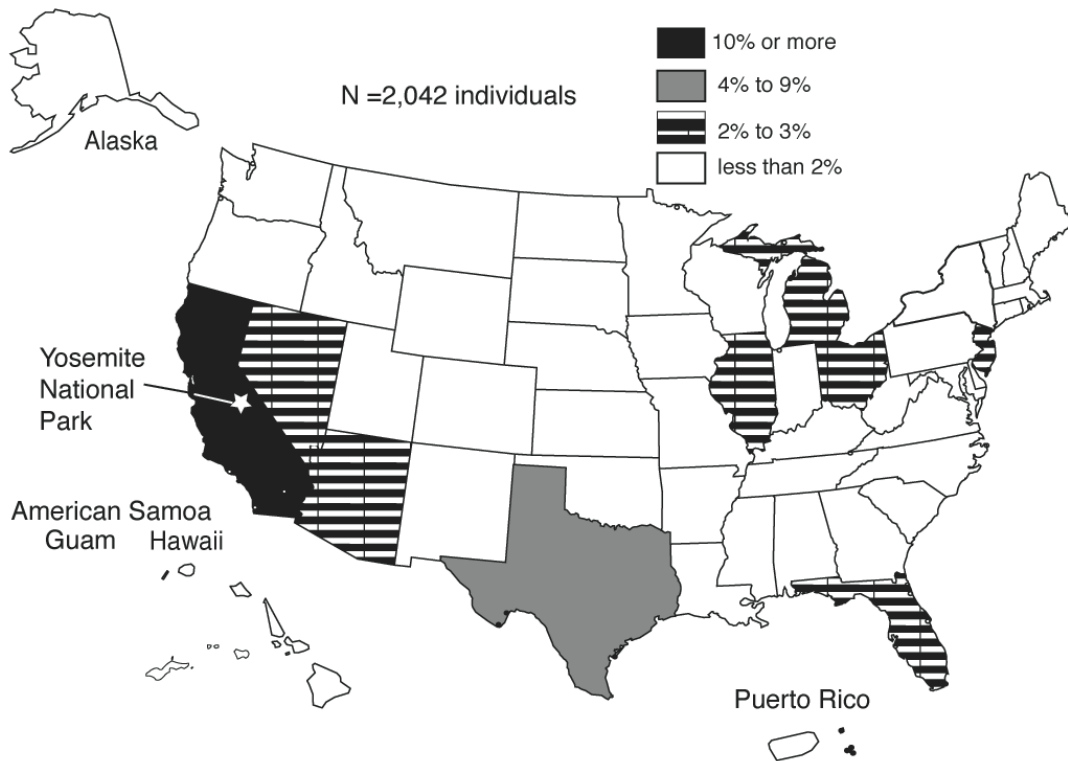 10% or more
4% to 9%
2% to 3%
less than 2%
N =2,042 individuals
Alaska
Yosemite
National
Park
American Samoa
Guam Hawaii
Puerto Rico